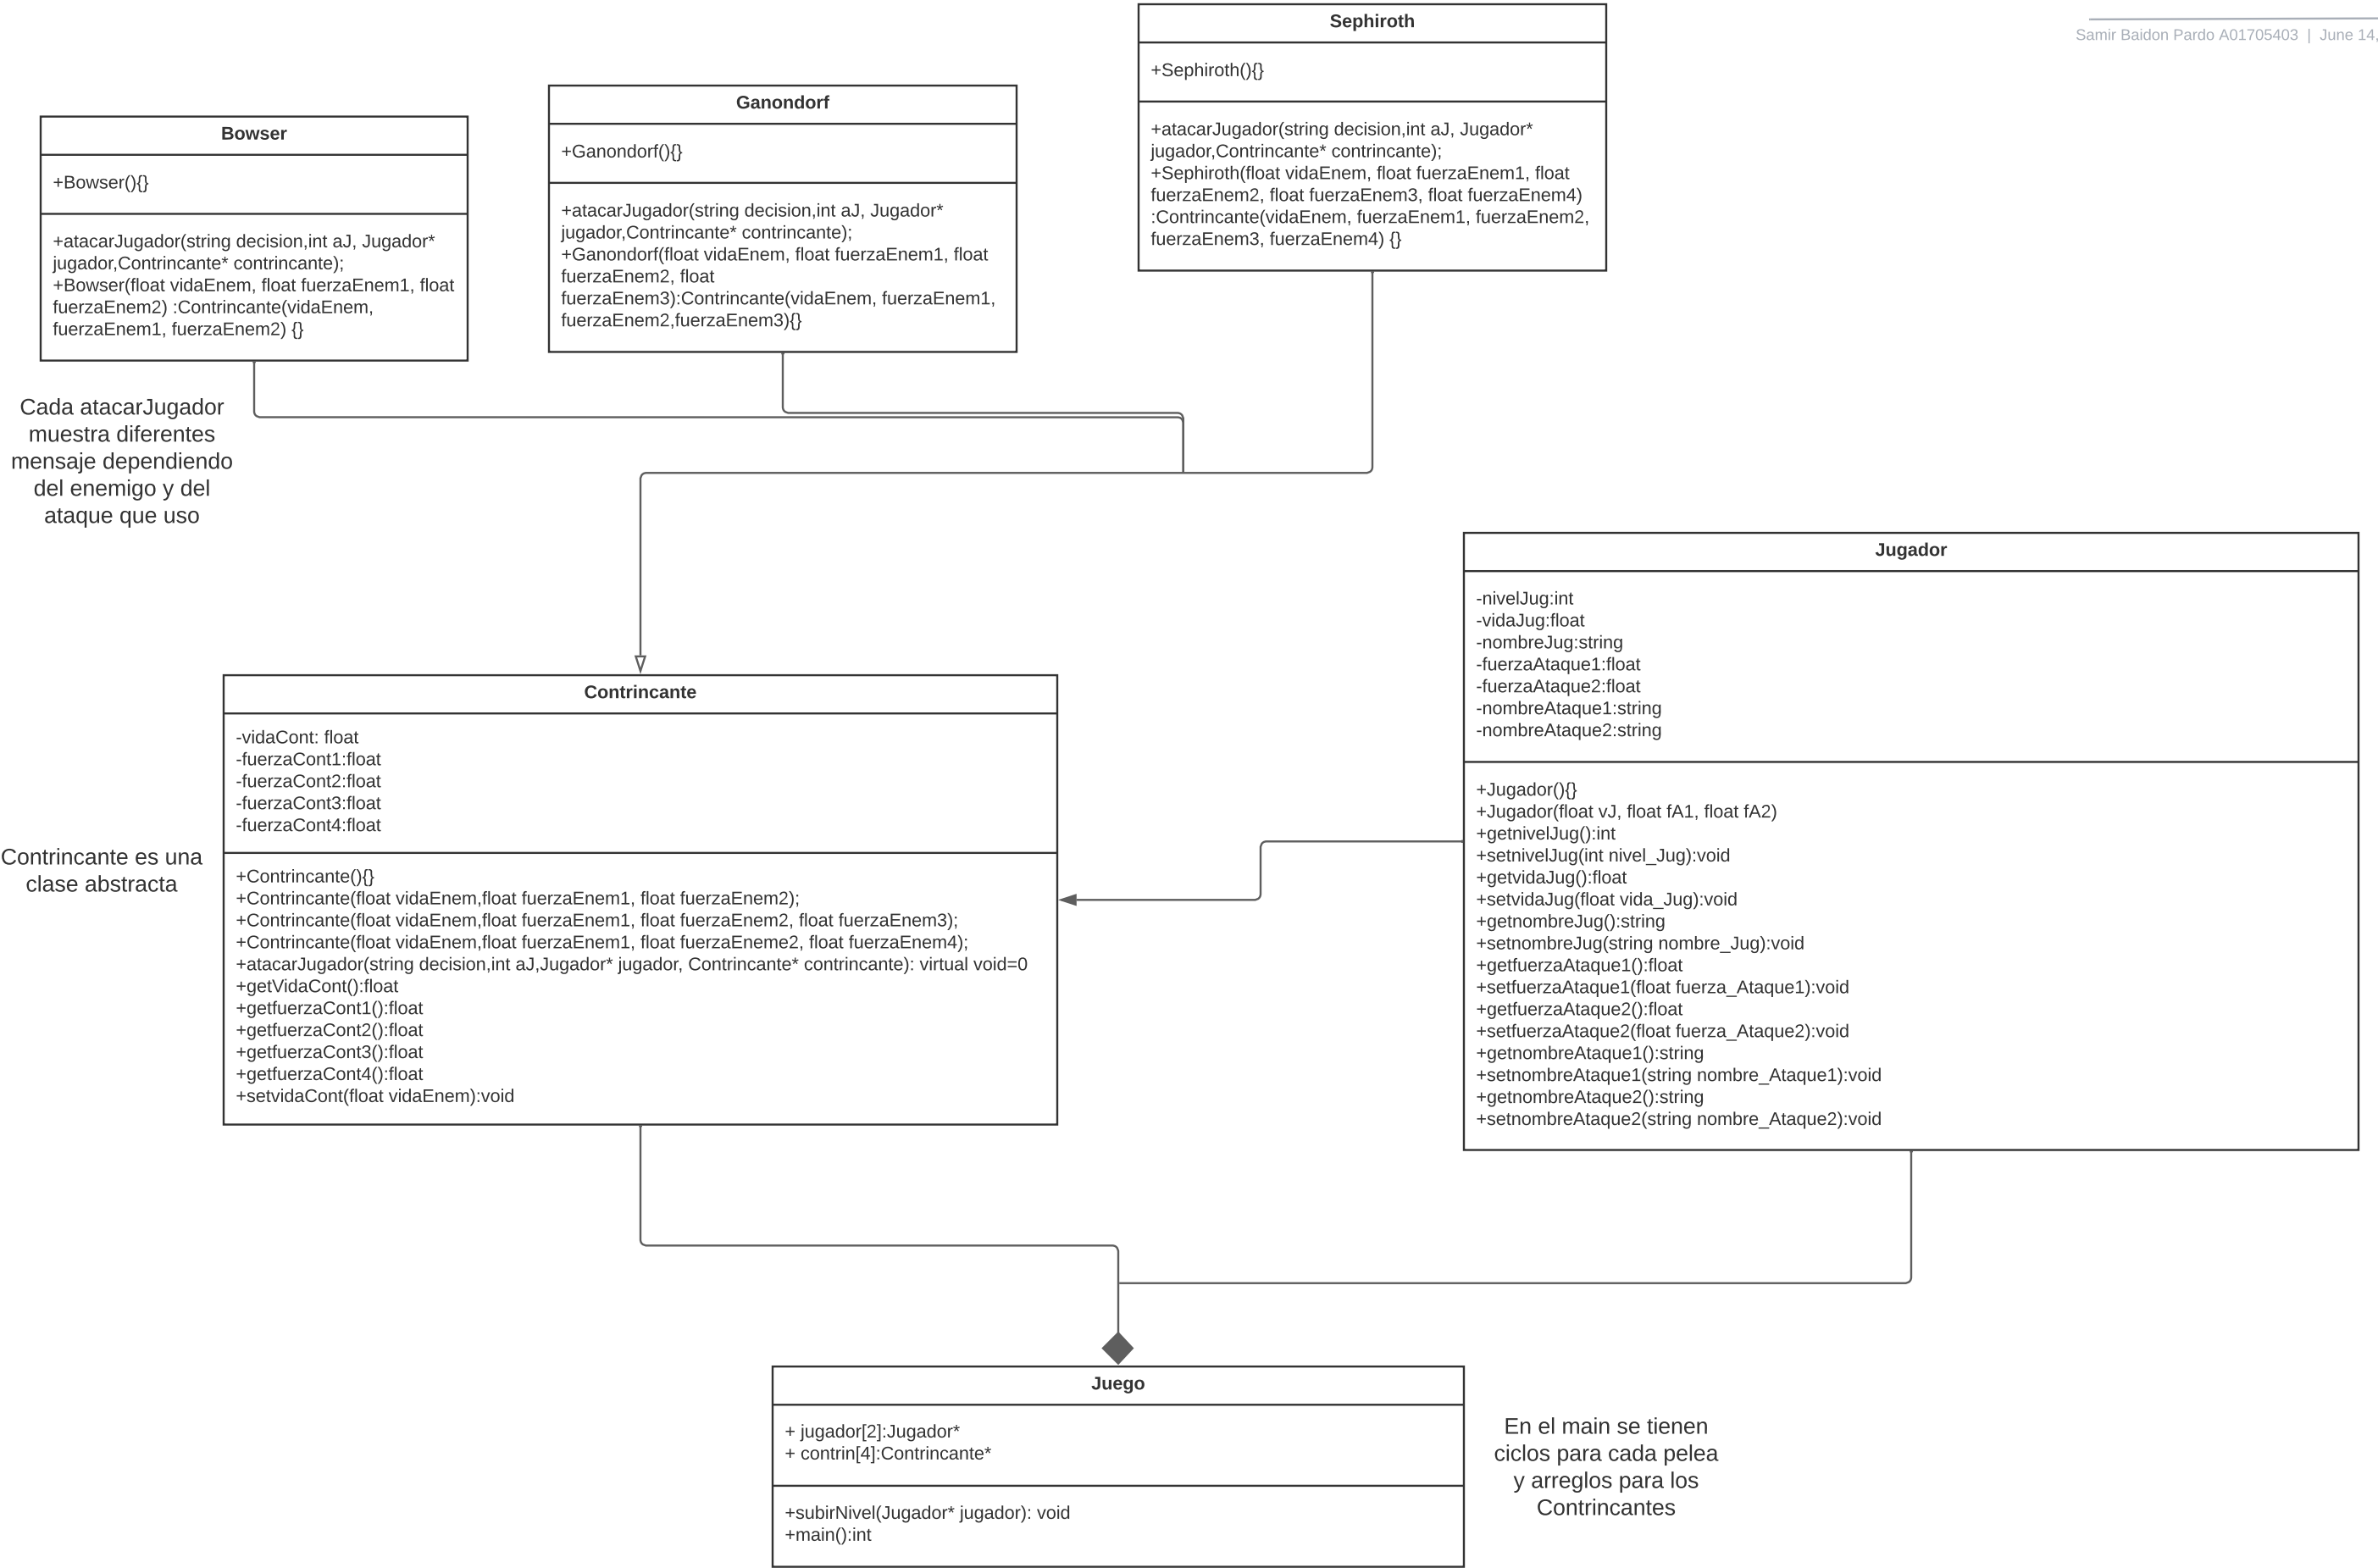 Samir Baidon Pardo A01705403 | June 14,
Sephiroth
+Sephiroth(){}
+atacarJugador(string decision,int aJ, Jugador*
jugador,Contrincante* contrincante);
+Sephiroth(float vidaEnem, float fuerzaEnem1, float
fuerzaEnem2, float fuerzaEnem3, float fuerzaEnem4)
:Contrincante(vidaEnem, fuerzaEnem1, fuerzaEnem2,
fuerzaEnem3, fuerzaEnem4) {}
Ganondorf
+Ganondorf(){}
+atacarJugador(string decision,int aJ, Jugador*
jugador,Contrincante* contrincante);
+Ganondorf(float vidaEnem, float fuerzaEnem1, float
fuerzaEnem2, float
fuerzaEnem3):Contrincante(vidaEnem, fuerzaEnem1,
fuerzaEnem2,fuerzaEnem3){}
Bowser
+Bowser(){}
+atacarJugador(string decision,int aJ, Jugador*
jugador,Contrincante* contrincante);
+Bowser(float vidaEnem, float fuerzaEnem1, float
fuerzaEnem2) :Contrincante(vidaEnem,
fuerzaEnem1, fuerzaEnem2) {}
Cada atacarJugador
muestra diferentes
mensaje dependiendo
del enemigo y del
ataque que uso
Jugador
-nivelJug:int
-vidaJug:float
-nombreJug:string
-fuerzaAtaque1:float
-fuerzaAtaque2:float
-nombreAtaque1:string
-nombreAtaque2:string
+Jugador(){}
+Jugador(float vJ, float fA1, float fA2)
+getnivelJug():int
+setnivelJug(int nivel_Jug):void
+getvidaJug():float
+setvidaJug(float vida_Jug):void
+getnombreJug():string
+setnombreJug(string nombre_Jug):void
+getfuerzaAtaque1():float
+setfuerzaAtaque1(float fuerza_Ataque1):void
+getfuerzaAtaque2():float
+setfuerzaAtaque2(float fuerza_Ataque2):void
+getnombreAtaque1():string
+setnombreAtaque1(string nombre_Ataque1):void
+getnombreAtaque2():string
+setnombreAtaque2(string nombre_Ataque2):void
Contrincante
-vidaCont: float
-fuerzaCont1:float
-fuerzaCont2:float
-fuerzaCont3:float
-fuerzaCont4:float
+Contrincante(){}
+Contrincante(float vidaEnem,float fuerzaEnem1, float fuerzaEnem2);
+Contrincante(float vidaEnem,float fuerzaEnem1, float fuerzaEnem2, float fuerzaEnem3);
+Contrincante(float vidaEnem,float fuerzaEnem1, float fuerzaEneme2, float fuerzaEnem4);
+atacarJugador(string decision,int aJ,Jugador* jugador, Contrincante* contrincante): virtual void=0
+getVidaCont():float
+getfuerzaCont1():float
+getfuerzaCont2():float
+getfuerzaCont3():float
+getfuerzaCont4():float
+setvidaCont(float vidaEnem):void
Contrincante es una
clase abstracta
Juego
+ jugador[2]:Jugador*
+ contrin[4]:Contrincante*
+subirNivel(Jugador* jugador): void
+main():int
En el main se tienen
ciclos para cada pelea
y arreglos para los
Contrincantes